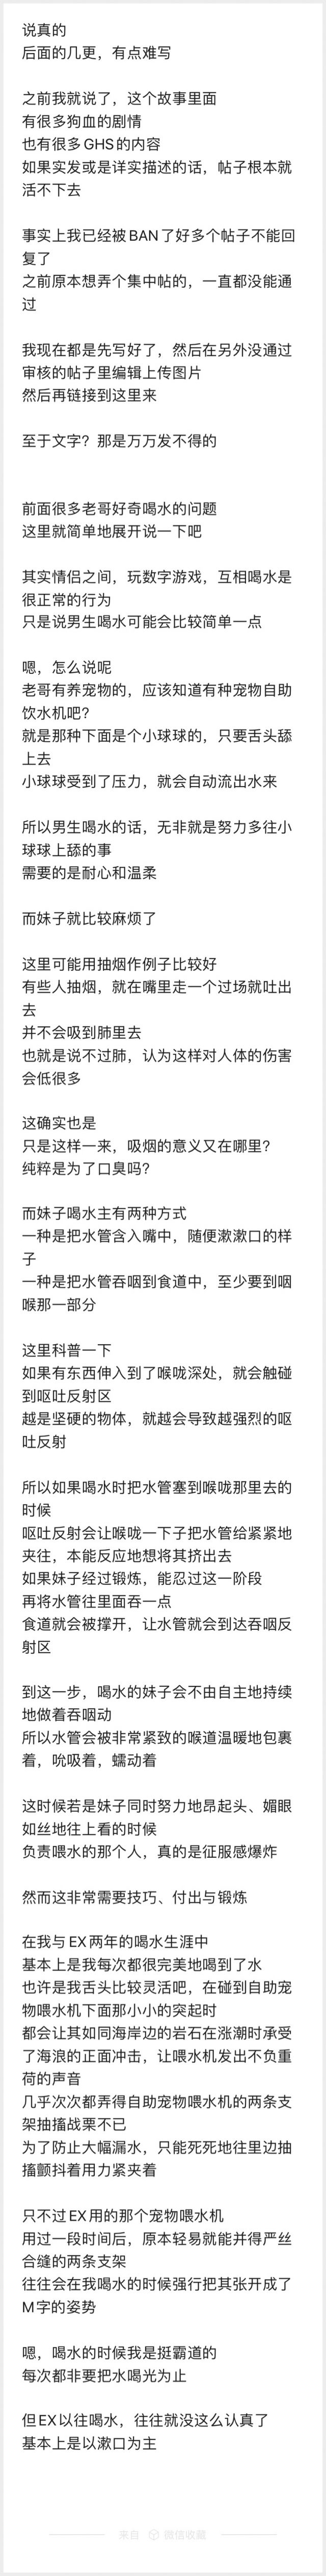 说真的
后面的几更，有点难写
之前我就说了，这个故事里面
有很多狗血的剧情
也有很多GHS的内容
如果实发或是详实描述的话，帖子根本就
活不下去
事实上我已经被BAN了好多个帖子不能回
复了
之前原本想弄个集中帖的，一直都没能通
过
我现在都是先写好了，然后在另外没通过
审核的帖子里编辑上传图片
然后再链接到这里来
至于文字？那是万万发不得的
前面很多老哥好奇喝水的问题
这里就简单地展开说一下吧
其实情侣之间，玩数字游戏，互相喝水是
很正常的行为
只是说男生喝水可能会比较简单一点
嗯，怎么说呢
老哥有养宠物的，应该知道有种宠物自助
饮水机吧？
就是那种下面是个小球球的，只要舌头舔
上去
小球球受到了压力，就会自动流出水来
所以男生喝水的话，无非就是努力多往小
球球上舔的事
需要的是耐心和温柔
而妹子就比较麻烦了
这里可能用抽烟作例子比较好
有些人抽烟，就在嘴里走一个过场就吐出
去
并不会吸到肺里去
也就是说不过肺，认为这样对人体的伤害
会低很多
这确实也是
只是这样一来，吸烟的意义又在哪里？
纯粹是为了口臭吗？
而妹子喝水主有两种方式
一种是把水管含入嘴中，随便漱漱口的样
子
一种是把水管吞咽到食道中，至少要到咽
喉那一部分
这里科普一下
如果有东西伸入到了喉咙深处，就会触碰
到呕吐反射区
越是坚硬的物体，就越会导致越强烈的呕
吐反射
所以如果喝水时把水管塞到喉咙那里去的
时候
呕吐反射会让喉咙一下子把水管给紧紧地
夹住，本能反应地想将其挤出去
如果妹子经过锻炼，能忍过这一阶段
再将水管往里面吞一点
食道就会被撑开，让水管就会到达吞咽反
射区
到这一步，喝水的妹子会不由自主地持续
地做着吞咽动
所以水管会被非常紧致的喉道温暖地包裹
着，吮吸着，蠕动着
这时候若是妹子同时努力地昂起头、媚眼
如丝地往上看的时候
负责喂水的那个人，真的是征服感爆炸
然而这非常需要技巧、付出与锻炼
在我与EX两年的喝水生涯中
基本上是我每次都很完美地喝到了水
也许是我舌头比较灵活吧，在碰到自助宠
物喂水机下面那小小的突起时
都会让其如同海岸边的岩石在涨潮时承受
了海浪的正面冲击，让喂水机发出不负重
荷的声音
几乎次次都弄得自助宠物喂水机的两条支
架抽搐战栗不已
为了防止大幅漏水，只能死死地往里边抽
搐颤抖着用力紧夹着
只不过EX用的那个宠物喂水机
用过一段时间后，原本轻易就能并得严丝
合缝的两条支架
往往会在我喝水的时候强行把其张开成了
M字的姿势
嗯，喝水的时候我是挺霸道的
每次都非要把水喝光为止
但EX以往喝水，往往就没这么认真了
基本上是以漱口为主
来自 微信收藏